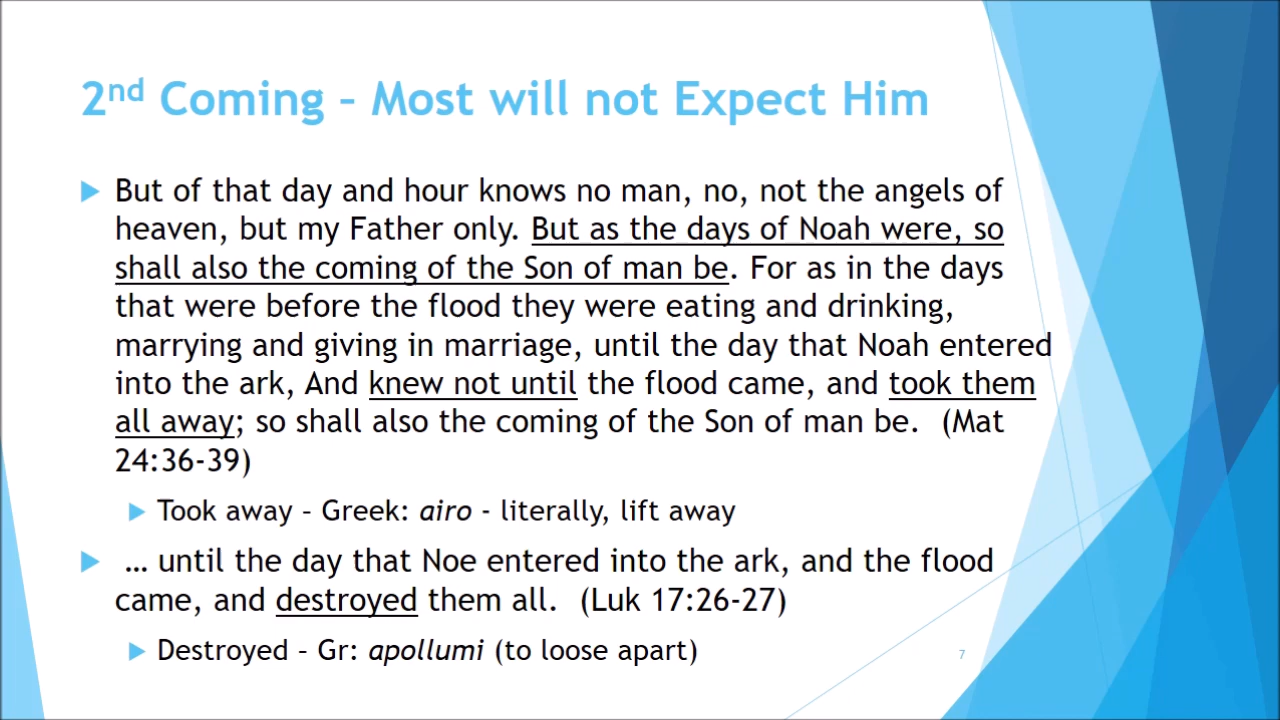 2nd Coming – Most will not Expect Him
But of that day and hour knows no man, no, not the angels of
heaven, but my Father only. But as the days of Noah were, so
shall also the coming of the Son of man be. For as in the days
that were before the flood they were eating and drinking,
marrying and giving in marriage, until the day that Noah entered
into the ark, And knew not until the flood came, and took them
all away; so shall also the coming of the Son of man be.  (Mat
24:36-39)
Took away – Greek: airo - literally, lift away
… until the day that Noe entered into the ark, and the flood
came, and destroyed them all.  (Luk 17:26-27)
Destroyed – Gr: apollumi (to loose apart)
7